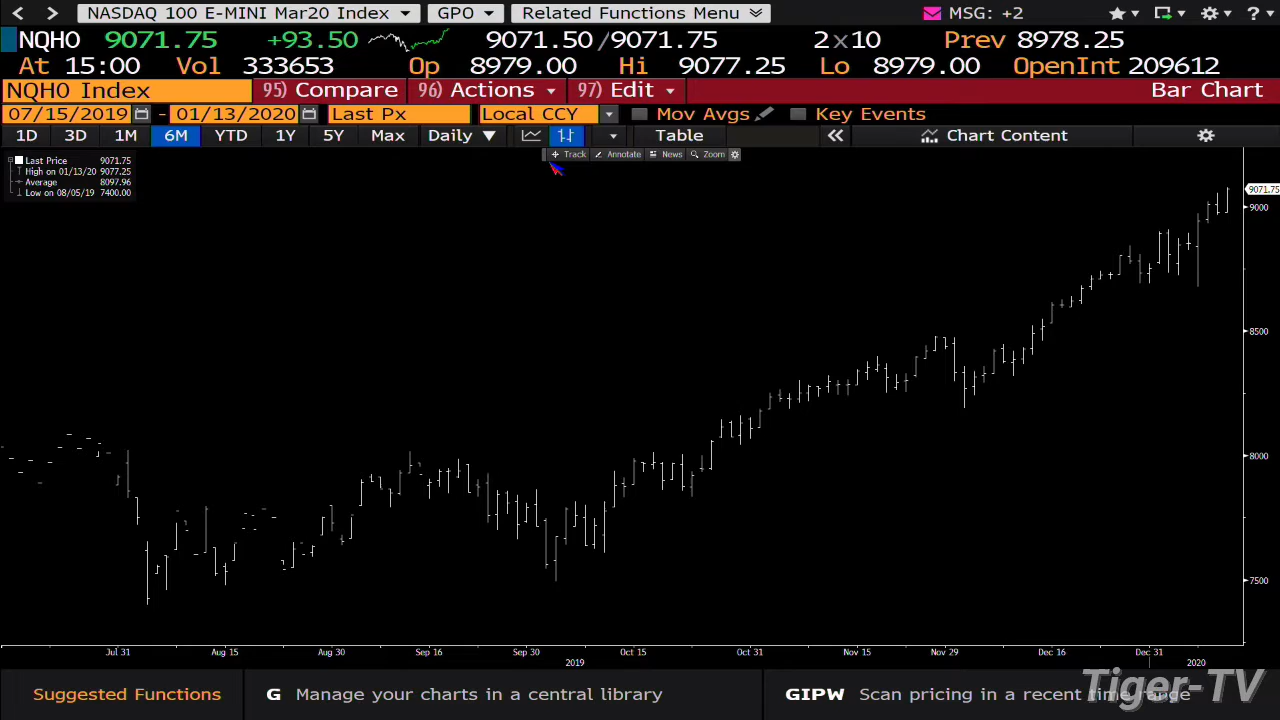 NASDAQ 100 E-MINI Mar20 Index GPO Related Functions Menu MSG: +2 ?
NQH0 9071.75 +93.50 9071.50 /9071.75 2x10 Prev 8978.25
At 15:00 Vol 333653 Op 8979.00 Hi 9077.25 Lo 8979.00 OpenInt 209612
NQH0 Index 95) Compare 96) Actions 97) Edit Bar Chart
07/15/2019 - 01/13/2020 Last Px Local CCY Mov Avgs Key Events
1D 3D 1M 6M YTD 1Y 5Y Max Daily Table Chart Content
Track Annotate News Zoom
Last Price 9071.75
High on 01/13/20 9077.25
Average 8097.96
Low on 08/05/19 7400.00
9071.75
9000
8500
8000
7500
Jul 31 Aug 15 Aug 30 Sep 16 Sep 30 Oct 15 Oct 31 Nov 15 Nov 29 Dec 16 Dec 31
2019 2020
Suggested Functions G Manage your charts in a central library GIPW Scan pricing in a recent time range
Tiger-TV